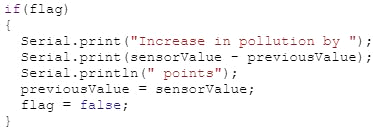 if(flag)
{
  Serial.print("Increase in pollution by ");
  Serial.print(sensorValue - previousValue);
  Serial.println(" points");
  previousValue = sensorValue;
  flag = false;
}